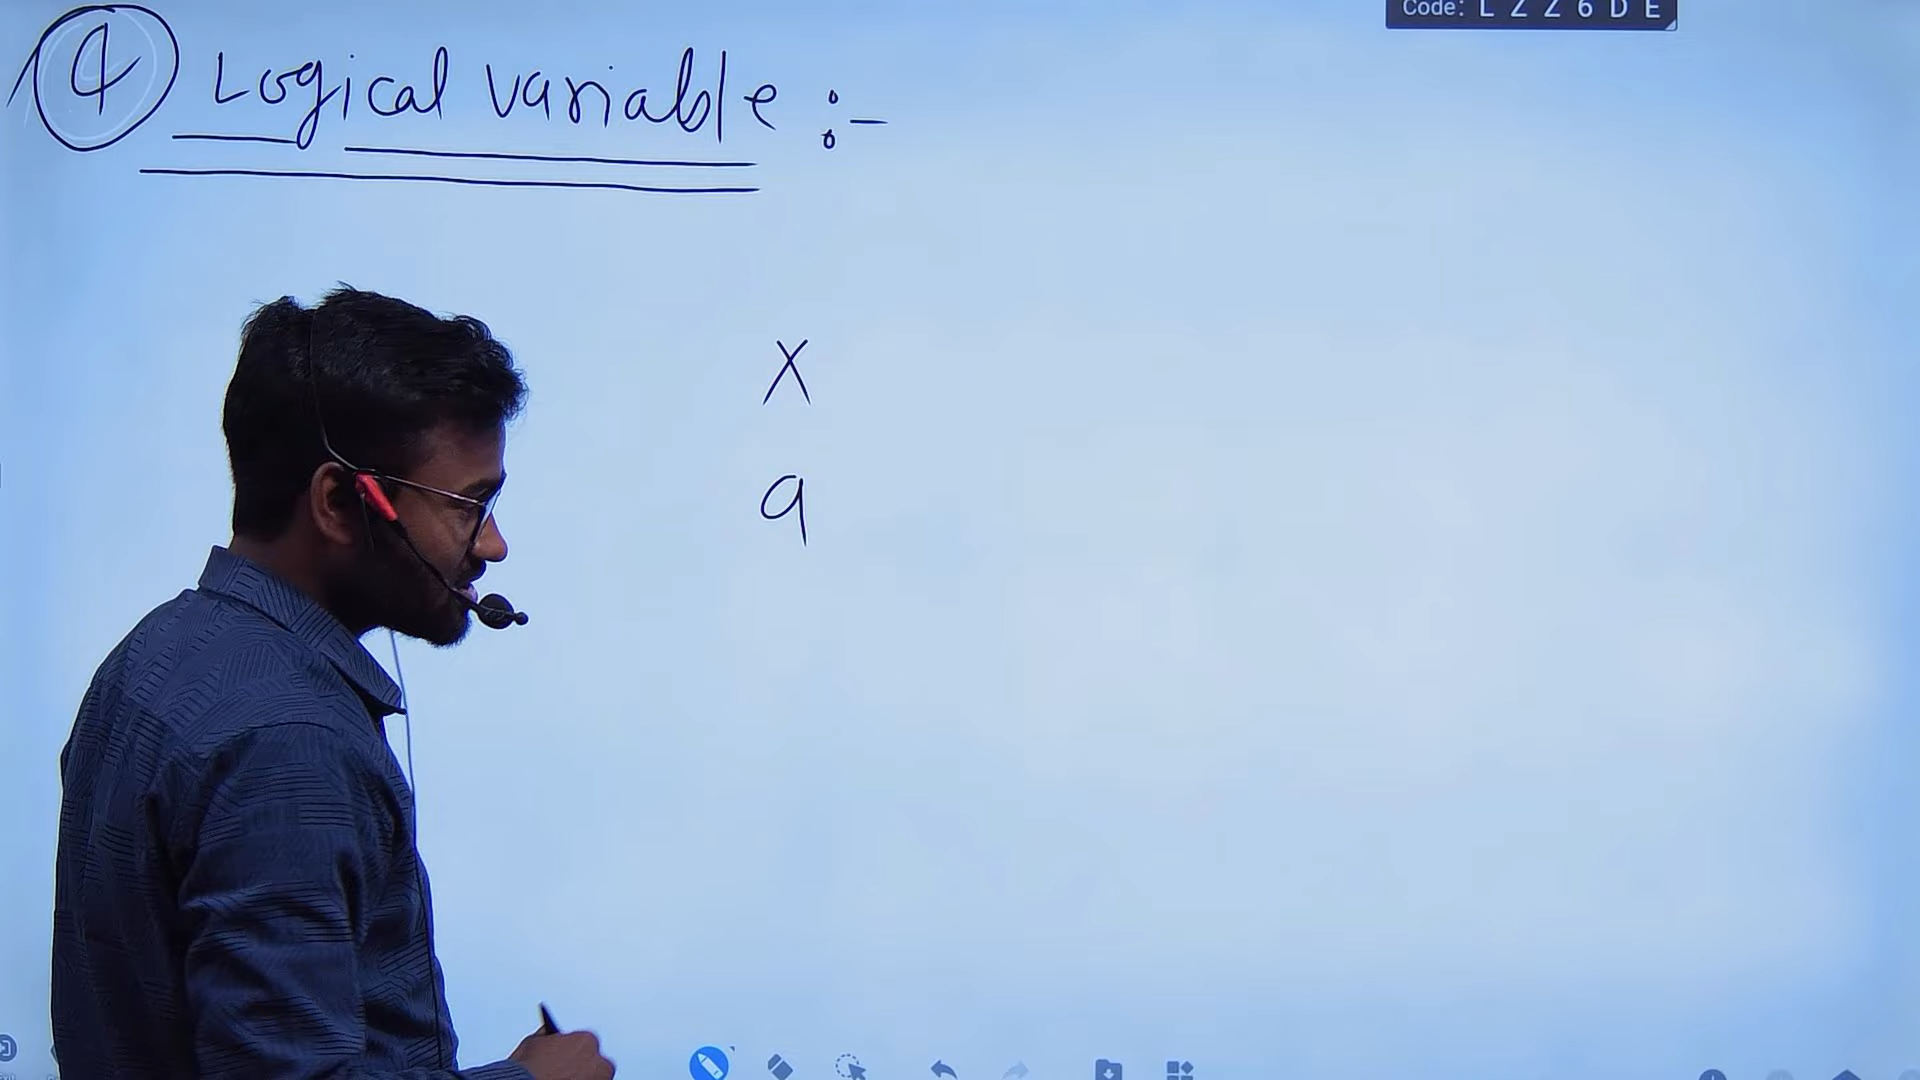 Code: L Z Z 6 D E
④ Logical variable :-
X
a